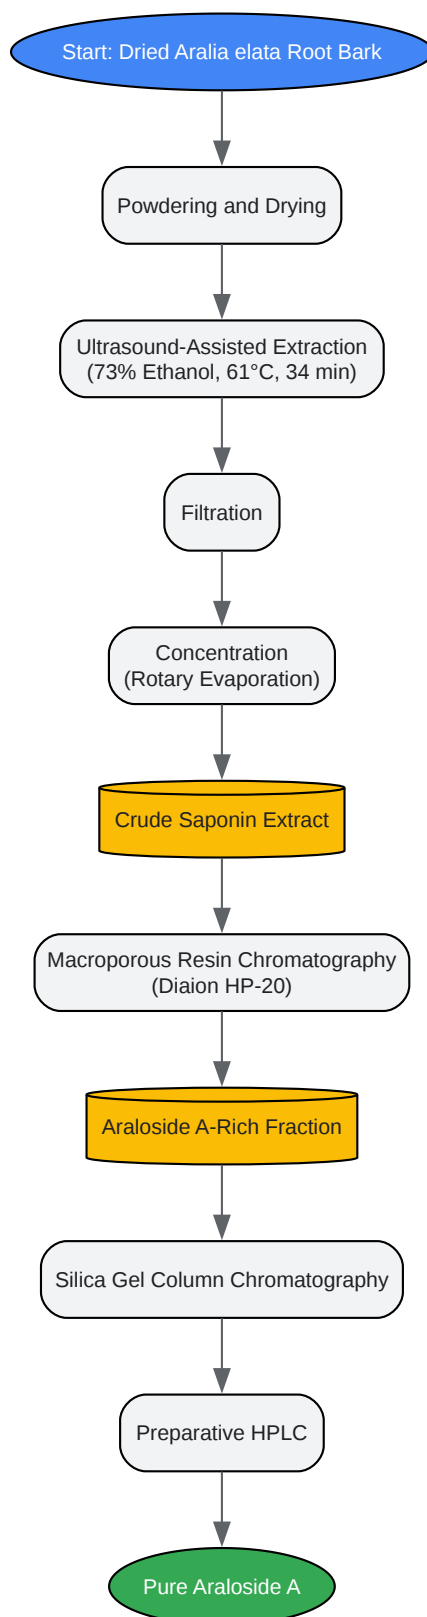 Start: Dried Aralia elata Root Bark
Powdering and Drying
Ultrasound-Assisted Extraction
(73% Ethanol, 61°C, 34 min)
Filtration
Concentration
(Rotary Evaporation)
Crude Saponin Extract
Macroporous Resin Chromatography
(Diaion HP-20)
Araloside A-Rich Fraction
Silica Gel Column Chromatography
Preparative HPLC
Pure Araloside A